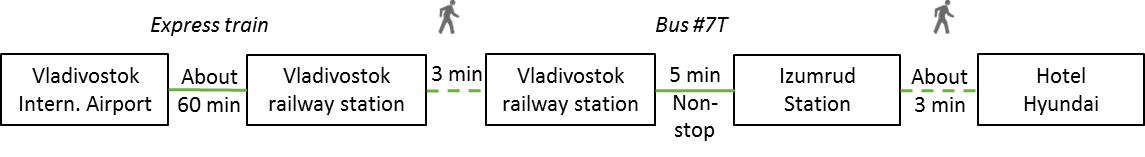 Express train
Bus #7T
Vladivostok
Intern. Airport
About
60 min
Vladivostok
railway station
3 min
Vladivostok
railway station
5 min
Non-
stop
Izumrud
Station
About
3 min
Hotel
Hyundai